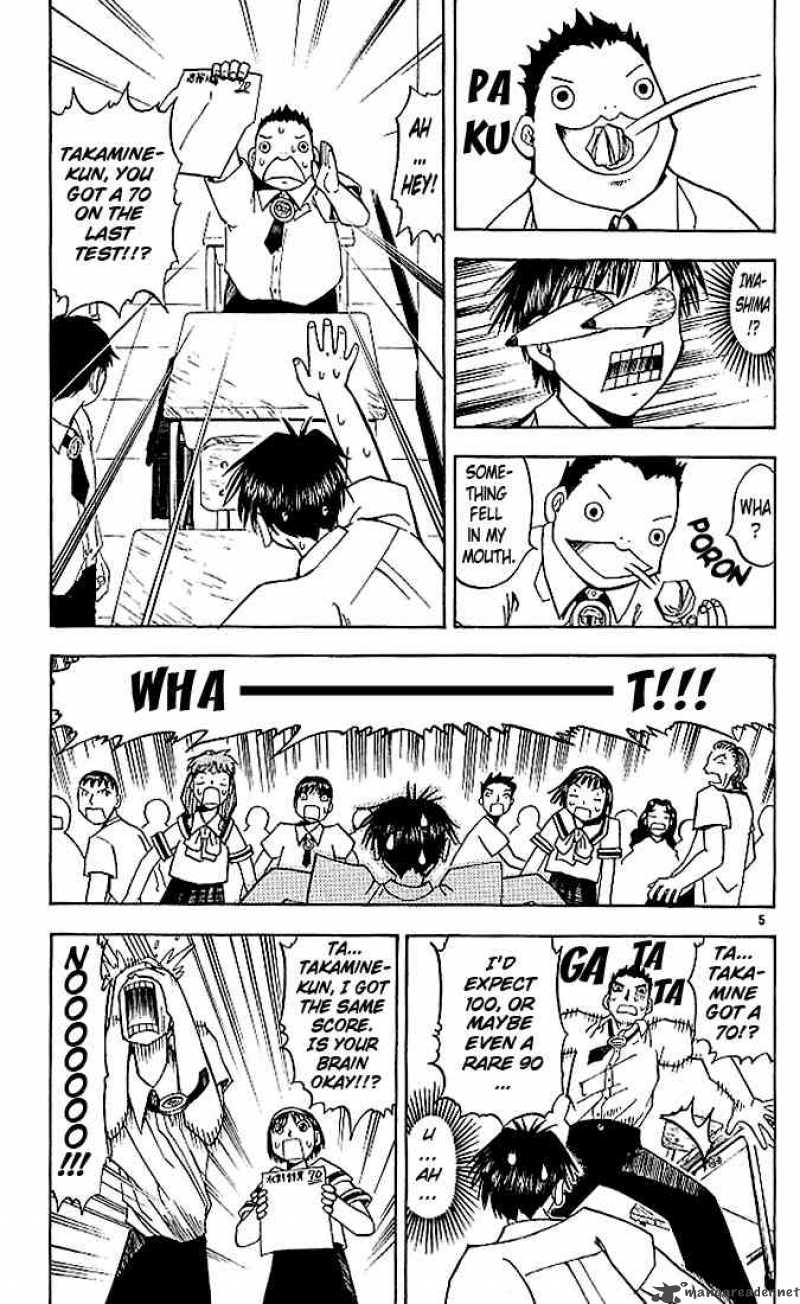 PA
KU
IWA-
SHIMA
!?
WHA
?
PORON
SOME-
THING
FELL
IN MY
MOUTH.
AH
...
HEY!
TAKAMINE-
KUN, YOU
GOT A 70
ON THE
LAST
TEST!!?
70
WHA
T!!!
5
TA...
TAKA-
MINE
GOT A
70!?
GA TA
TA
I'D
EXPECT
100, OR
MAYBE
EVEN A
RARE 90
...
U
...
AH
...
TA...
TAKAMINE-
KUN, I GOT
THE SAME
SCORE.
IS YOUR
BRAIN
OKAY!!?
70
NOOOOOOO!!!
mangareader.net